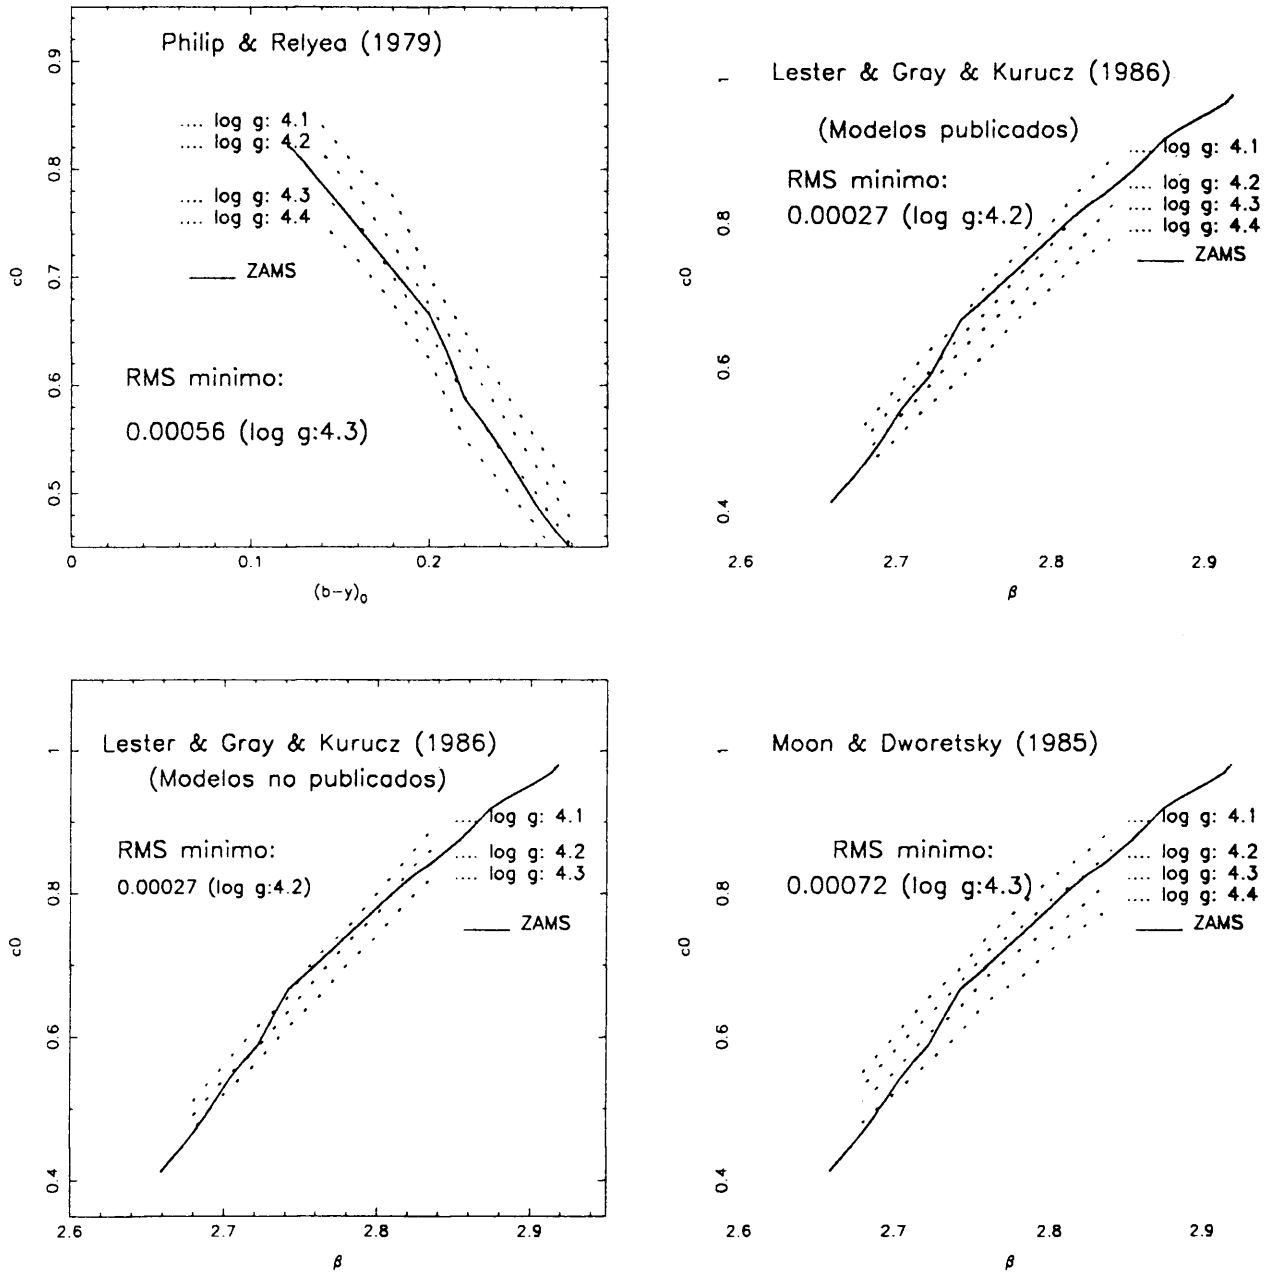 Philip & Relyea (1979)
.... log g: 4.1
.... log g: 4.2
.... log g: 4.3
.... log g: 4.4
ZAMS
RMS minimo:
0.00056 (log g:4.3)
c0
0.5
0.6
0.7
0.8
0.9
0
0.1
0.2
(b-y)0
Lester & Gray & Kurucz (1986)
(Modelos publicados)
RMS minimo:
0.00027 (log g:4.2)
.... log g: 4.1
.... log g: 4.2
.... log g: 4.3
.... log g: 4.4
ZAMS
c0
0.4
0.6
0.8
1
2.6
2.7
2.8
2.9
β
Lester & Gray & Kurucz (1986)
(Modelos no publicados)
RMS minimo:
0.00027 (log g:4.2)
.... log g: 4.1
.... log g: 4.2
.... log g: 4.3
ZAMS
c0
0.4
0.6
0.8
1
2.6
2.7
2.8
2.9
β
Moon & Dworetsky (1985)
RMS minimo:
0.00072 (log g:4.3)
.... log g: 4.1
.... log g: 4.2
.... log g: 4.3
.... log g: 4.4
ZAMS
c0
0.4
0.6
0.8
1
2.6
2.7
2.8
2.9
β